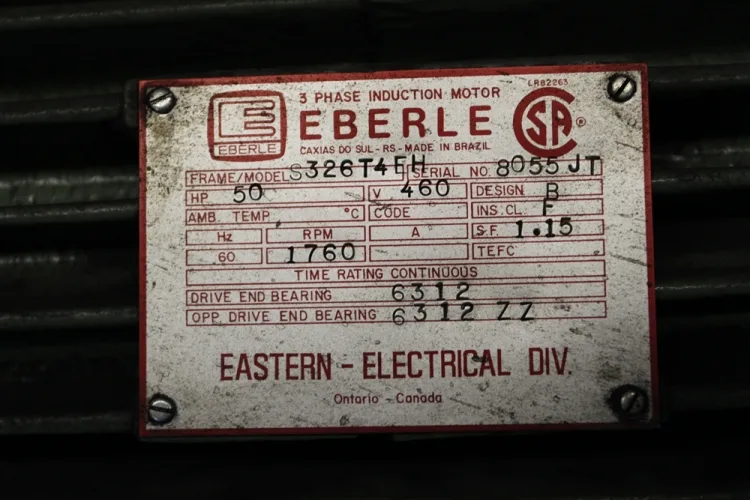 LR82263
3 PHASE INDUCTION MOTOR
EBERLE
EBERLE
SA ®
CAXIAS DO SUL - RS - MADE IN BRAZIL
FRAME/MODEL S326T4FH SERIAL NO. 8055 JT
HP 50 V 460 DESIGN B
AMB. TEMP. °C CODE INS. CL. F
Hz RPM A S.F. 1.15
60 1760 TEFC
TIME RATING CONTINUOUS
DRIVE END BEARING 6312
OPP. DRIVE END BEARING 6312 ZZ
EASTERN - ELECTRICAL DIV.
Ontario - Canada